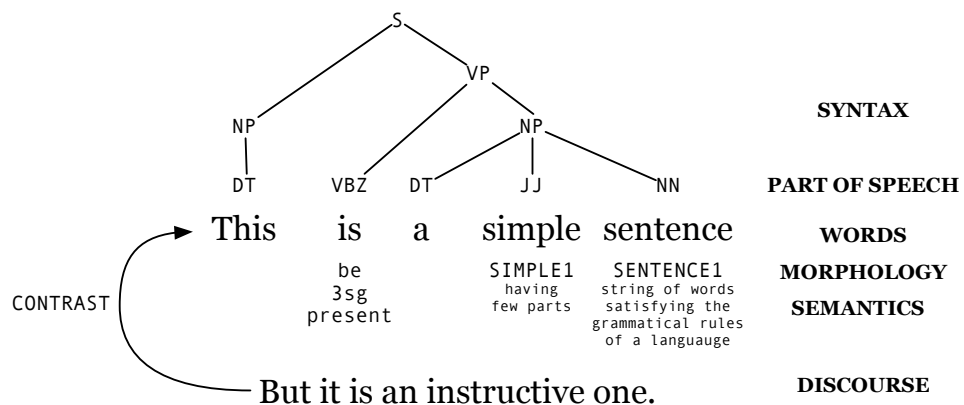 S
VP
NP NP SYNTAX
DT VBZ DT JJ NN PART OF SPEECH
This is a simple sentence WORDS
be SIMPLE1 SENTENCE1 MORPHOLOGY
3sg having string of words
CONTRAST present few parts satisfying the SEMANTICS
grammatical rules
of a languauge
But it is an instructive one. DISCOURSE